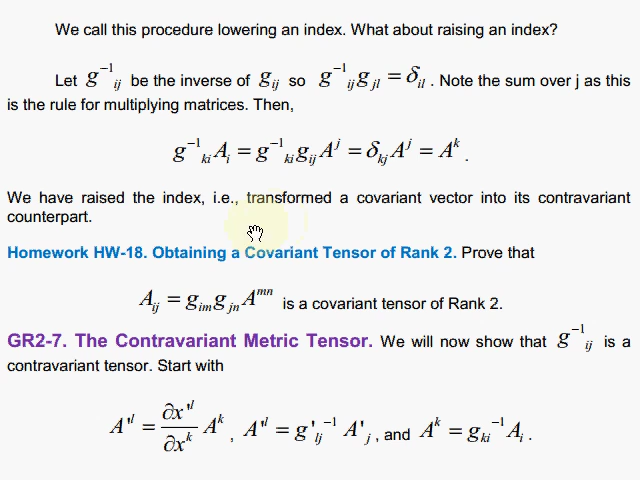 We call this procedure lowering an index. What about raising an index?
Let g⁻¹ᵢⱼ be the inverse of gᵢⱼ so g⁻¹ᵢⱼgⱼₗ = δᵢₗ . Note the sum over j as this
is the rule for multiplying matrices. Then,
g⁻¹ₖᵢAᵢ = g⁻¹ₖᵢgᵢⱼAʲ = δₖⱼAʲ = Aᵏ .
We have raised the index, i.e., transformed a covariant vector into its contravariant
counterpart.
Homework HW-18. Obtaining a Covariant Tensor of Rank 2. Prove that
Aᵢⱼ = gᵢₘgⱼₙAᵐⁿ is a covariant tensor of Rank 2.
GR2-7. The Contravariant Metric Tensor. We will now show that g⁻¹ᵢⱼ is a
contravariant tensor. Start with
A'ˡ = ∂x'ˡ/∂xᵏ Aᵏ , A'ˡ = g'ₗⱼ⁻¹ A'ⱼ , and Aᵏ = gₖᵢ⁻¹Aᵢ .